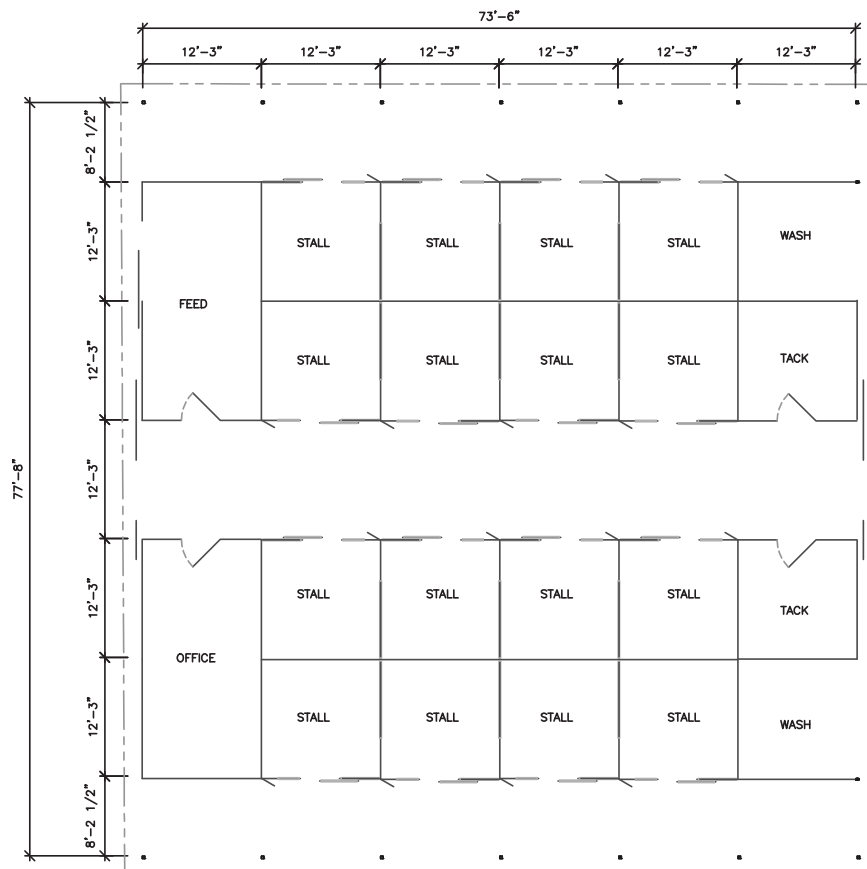 73'-6"
12'-3" 12'-3" 12'-3" 12'-3" 12'-3" 12'-3"
8'-2 1/2"
12'-3"
STALL STALL STALL STALL WASH
FEED
12'-3"
STALL STALL STALL STALL TACK
12'-3"
77'-8"
12'-3"
STALL STALL STALL STALL TACK
OFFICE
12'-3"
STALL STALL STALL STALL WASH
8'-2 1/2"